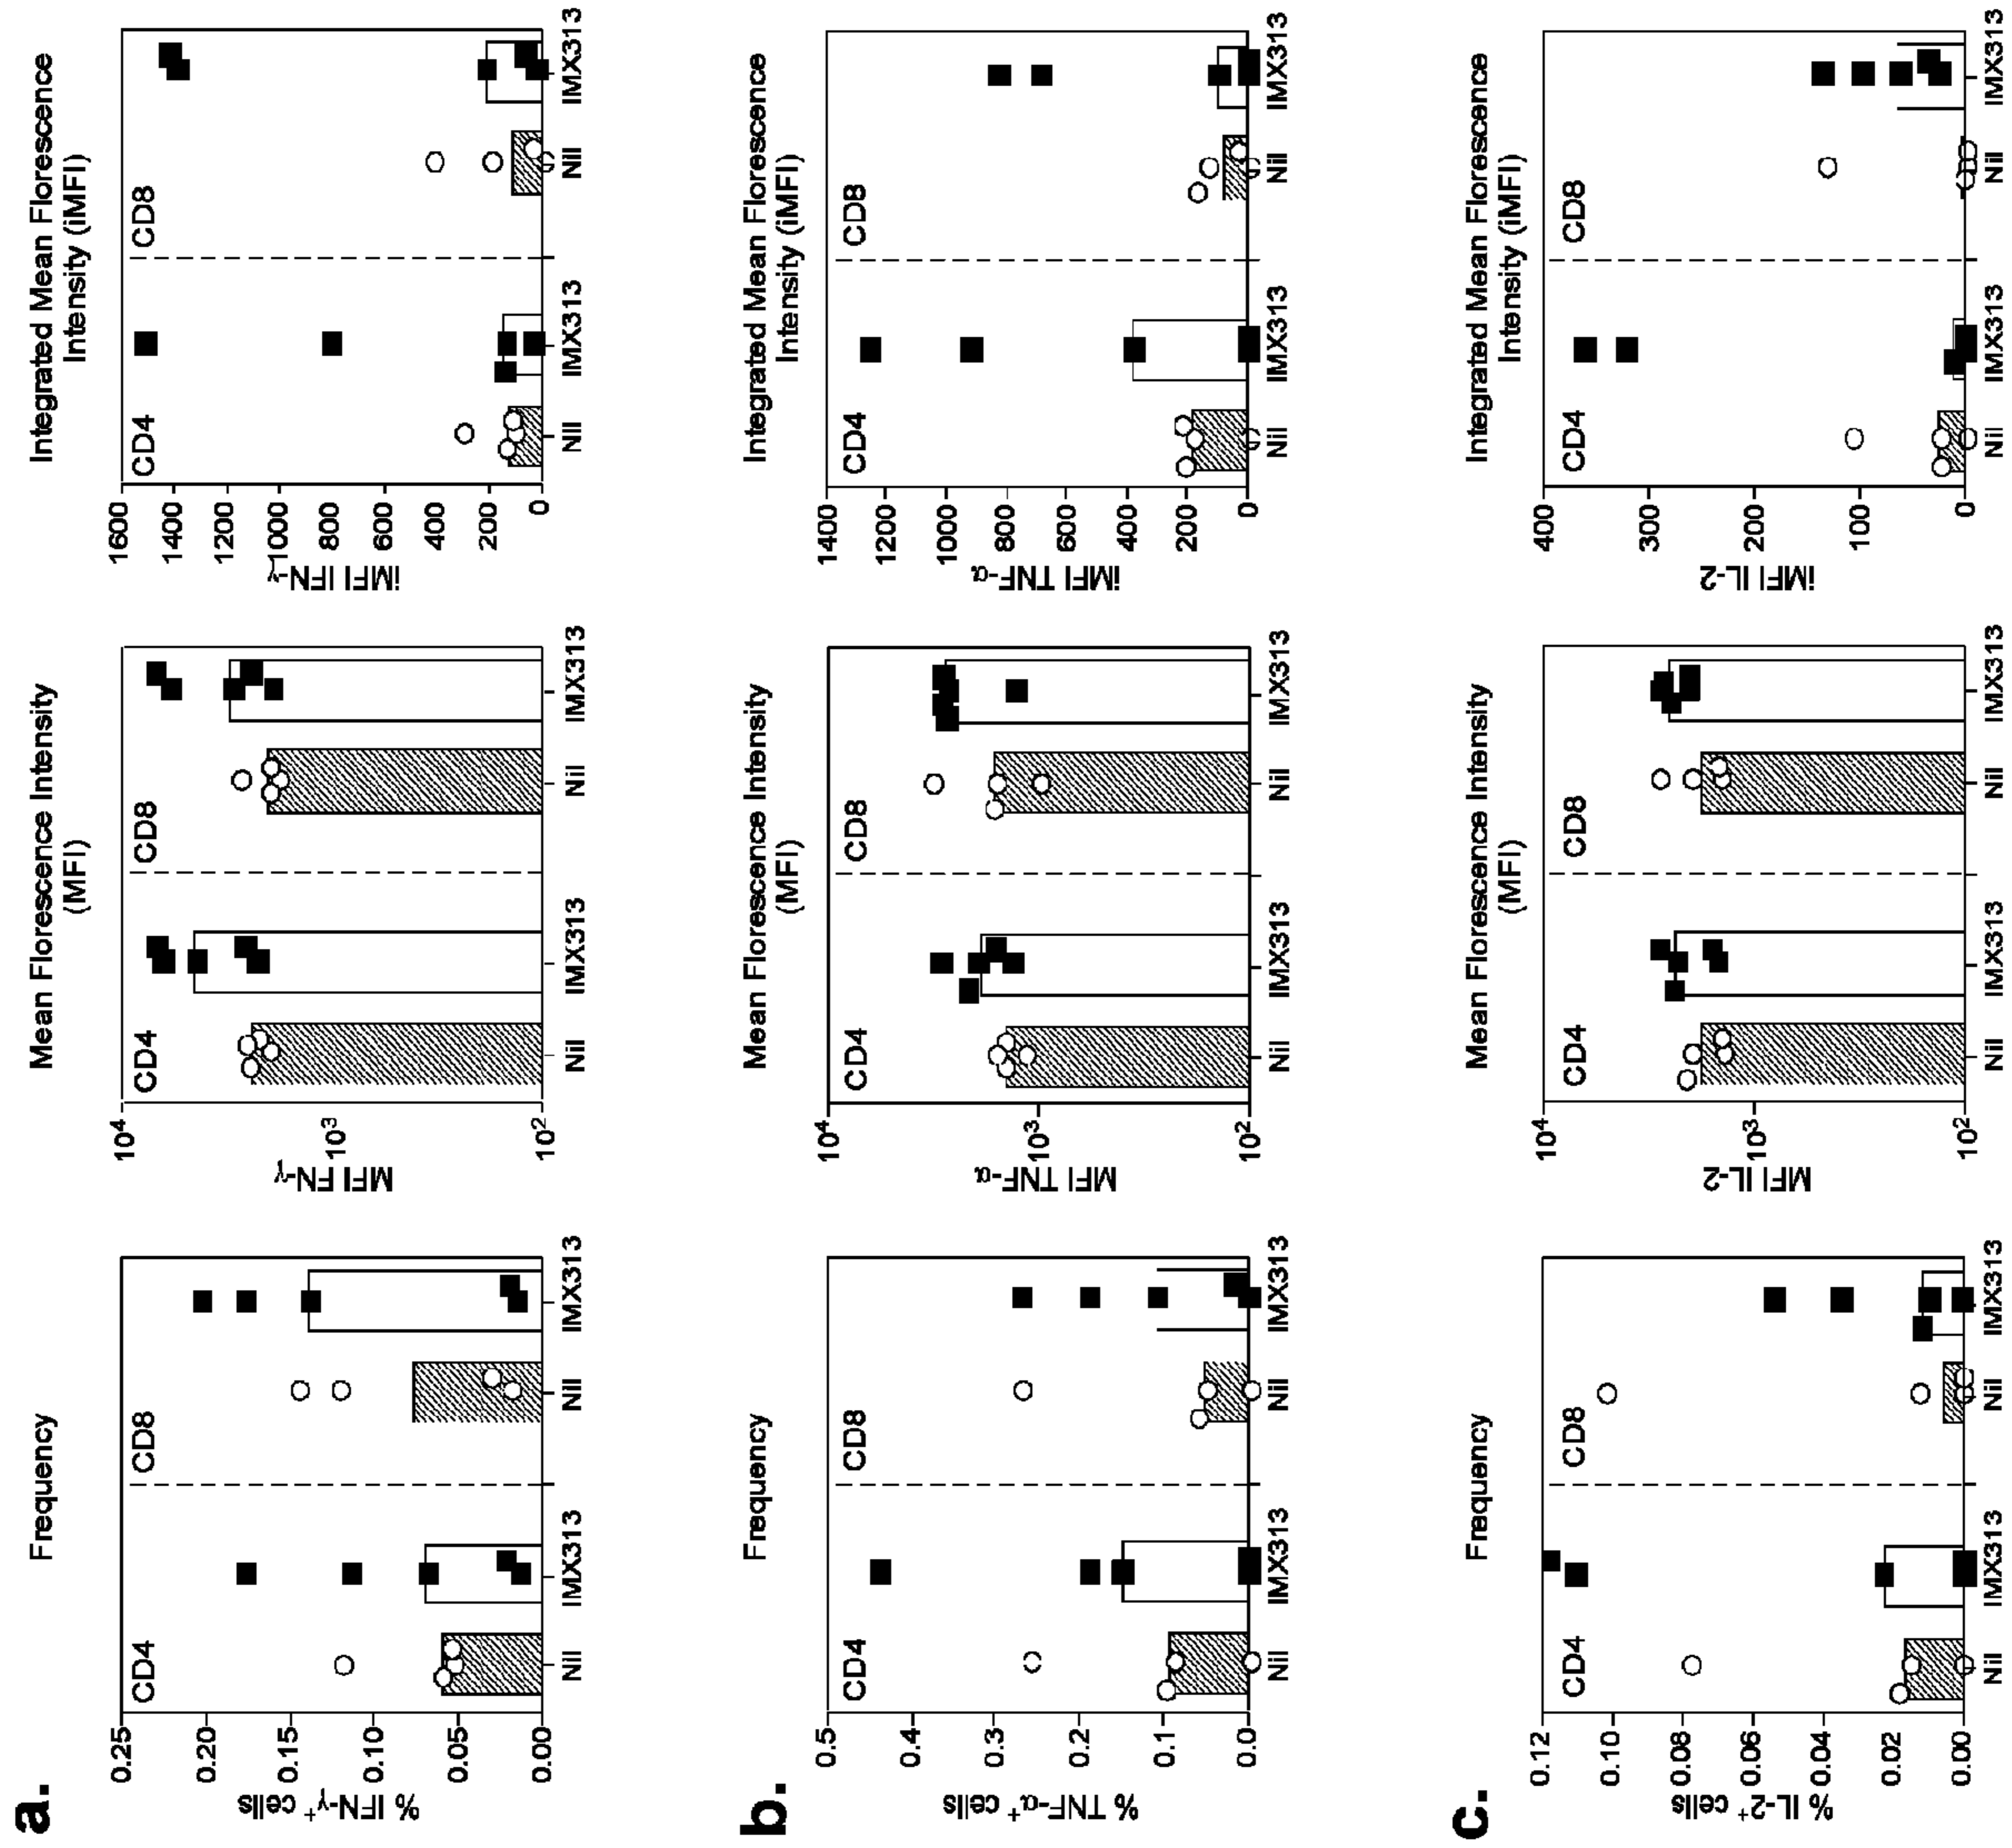 a.
Frequency
% IFN-γ+ cells
0.25
0.20
0.15
0.10
0.05
0.00
CD4
CD8
Nil
IMX313
Nil
IMX313
Mean Florescence Intensity
(MFI)
MFI FN-γ
10⁴
10³
10²
CD4
CD8
Nil
IMX313
Nil
IMX313
Integrated Mean Florescence
Intensity (iMFI)
iMFI IFN-γ
1600
1400
1200
1000
800
600
400
200
0
CD4
CD8
Nil
IMX313
Nil
IMX313
b.
Frequency
% TNF-α+ cells
0.5
0.4
0.3
0.2
0.1
0.0
CD4
CD8
Nil
IMX313
Nil
IMX313
Mean Florescence Intensity
(MFI)
MFI TNF-α
10⁴
10³
10²
CD4
CD8
Nil
IMX313
Nil
IMX313
Integrated Mean Florescence
Intensity (iMFI)
iMFI TNF-α
1400
1200
1000
800
600
400
200
0
CD4
CD8
Nil
IMX313
Nil
IMX313
c.
Frequency
% IL-2+ cells
0.12
0.10
0.08
0.06
0.04
0.02
0.00
CD4
CD8
Nil
IMX313
Nil
IMX313
Mean Florescence Intensity
(MFI)
MFI IL-2
10⁴
10³
10²
CD4
CD8
Nil
IMX313
Nil
IMX313
Integrated Mean Florescence
Intensity (iMFI)
iMFI IL-2
400
300
200
100
0
CD4
CD8
Nil
IMX313
Nil
IMX313